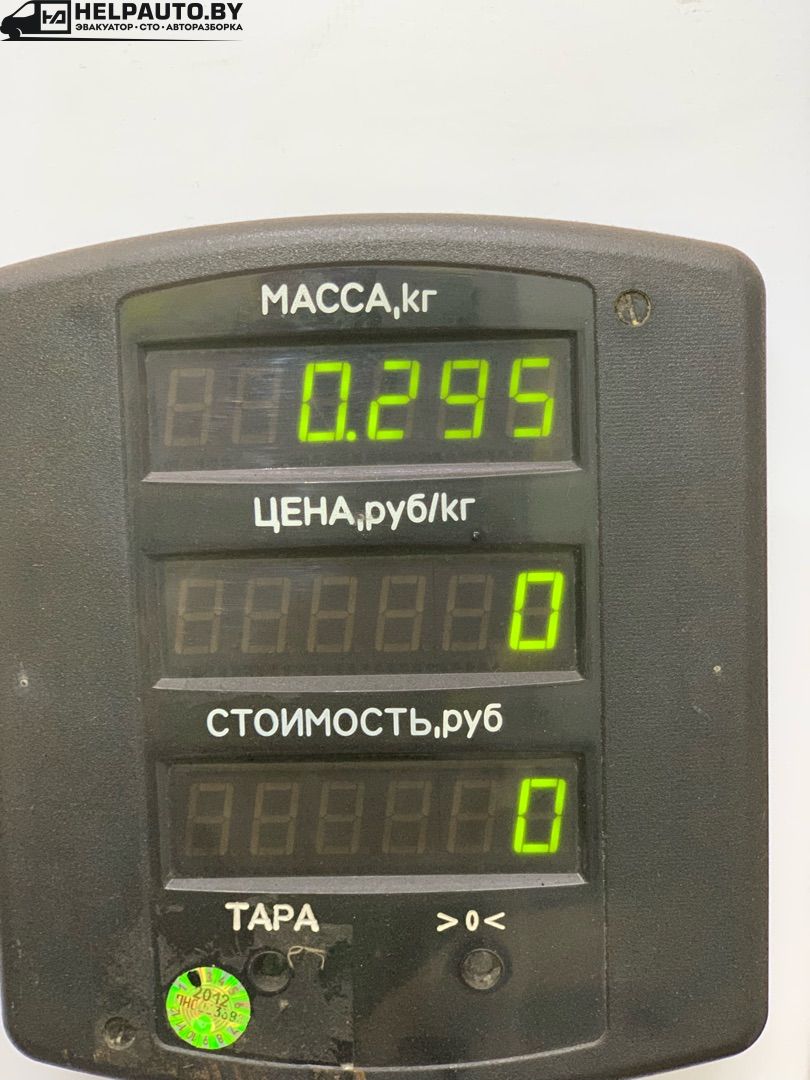 HELPAUTO.BY
ЭВАКУАТОР • СТО • АВТОРАЗБОРКА
МАССА,кг
0.295
ЦЕНА,руб/кг
0
СТОИМОСТЬ,руб
0
ТАРА >0<
2012